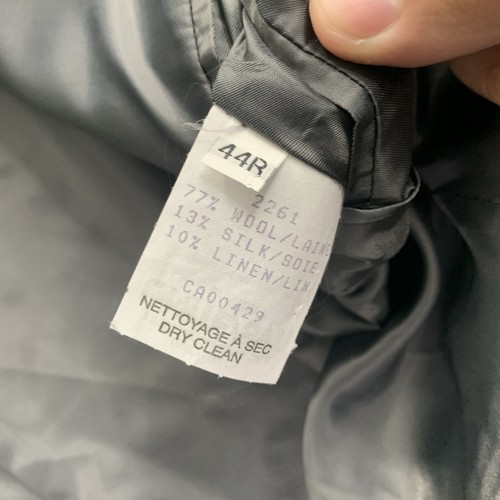 44R
2261
77% WOOL/LAINE
13% SILK/SOIE
10% LINEN/LIN
CA00429
NETTOYAGE À SEC
DRY CLEAN